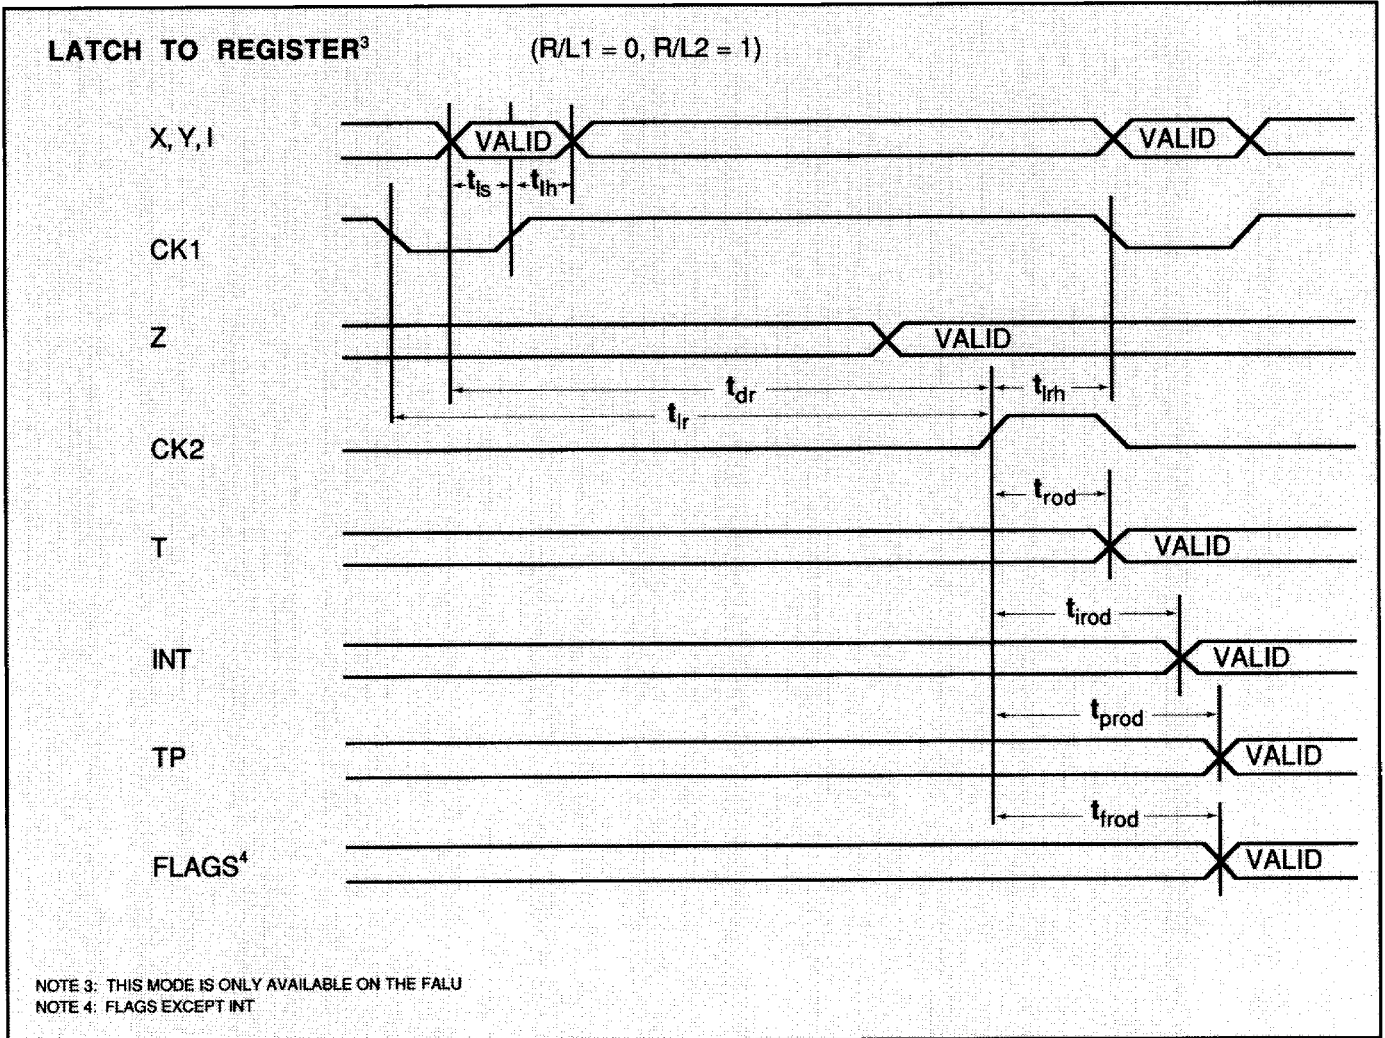 LATCH TO REGISTER³ (R/L1 = 0, R/L2 = 1)
X, Y, I VALID VALID
tls tlh
CK1
Z VALID
tdr tlrh
tlr
CK2
trod
T VALID
tirod
INT VALID
tprod
TP VALID
tfrod
FLAGS⁴ VALID
NOTE 3: THIS MODE IS ONLY AVAILABLE ON THE FALU
NOTE 4: FLAGS EXCEPT INT